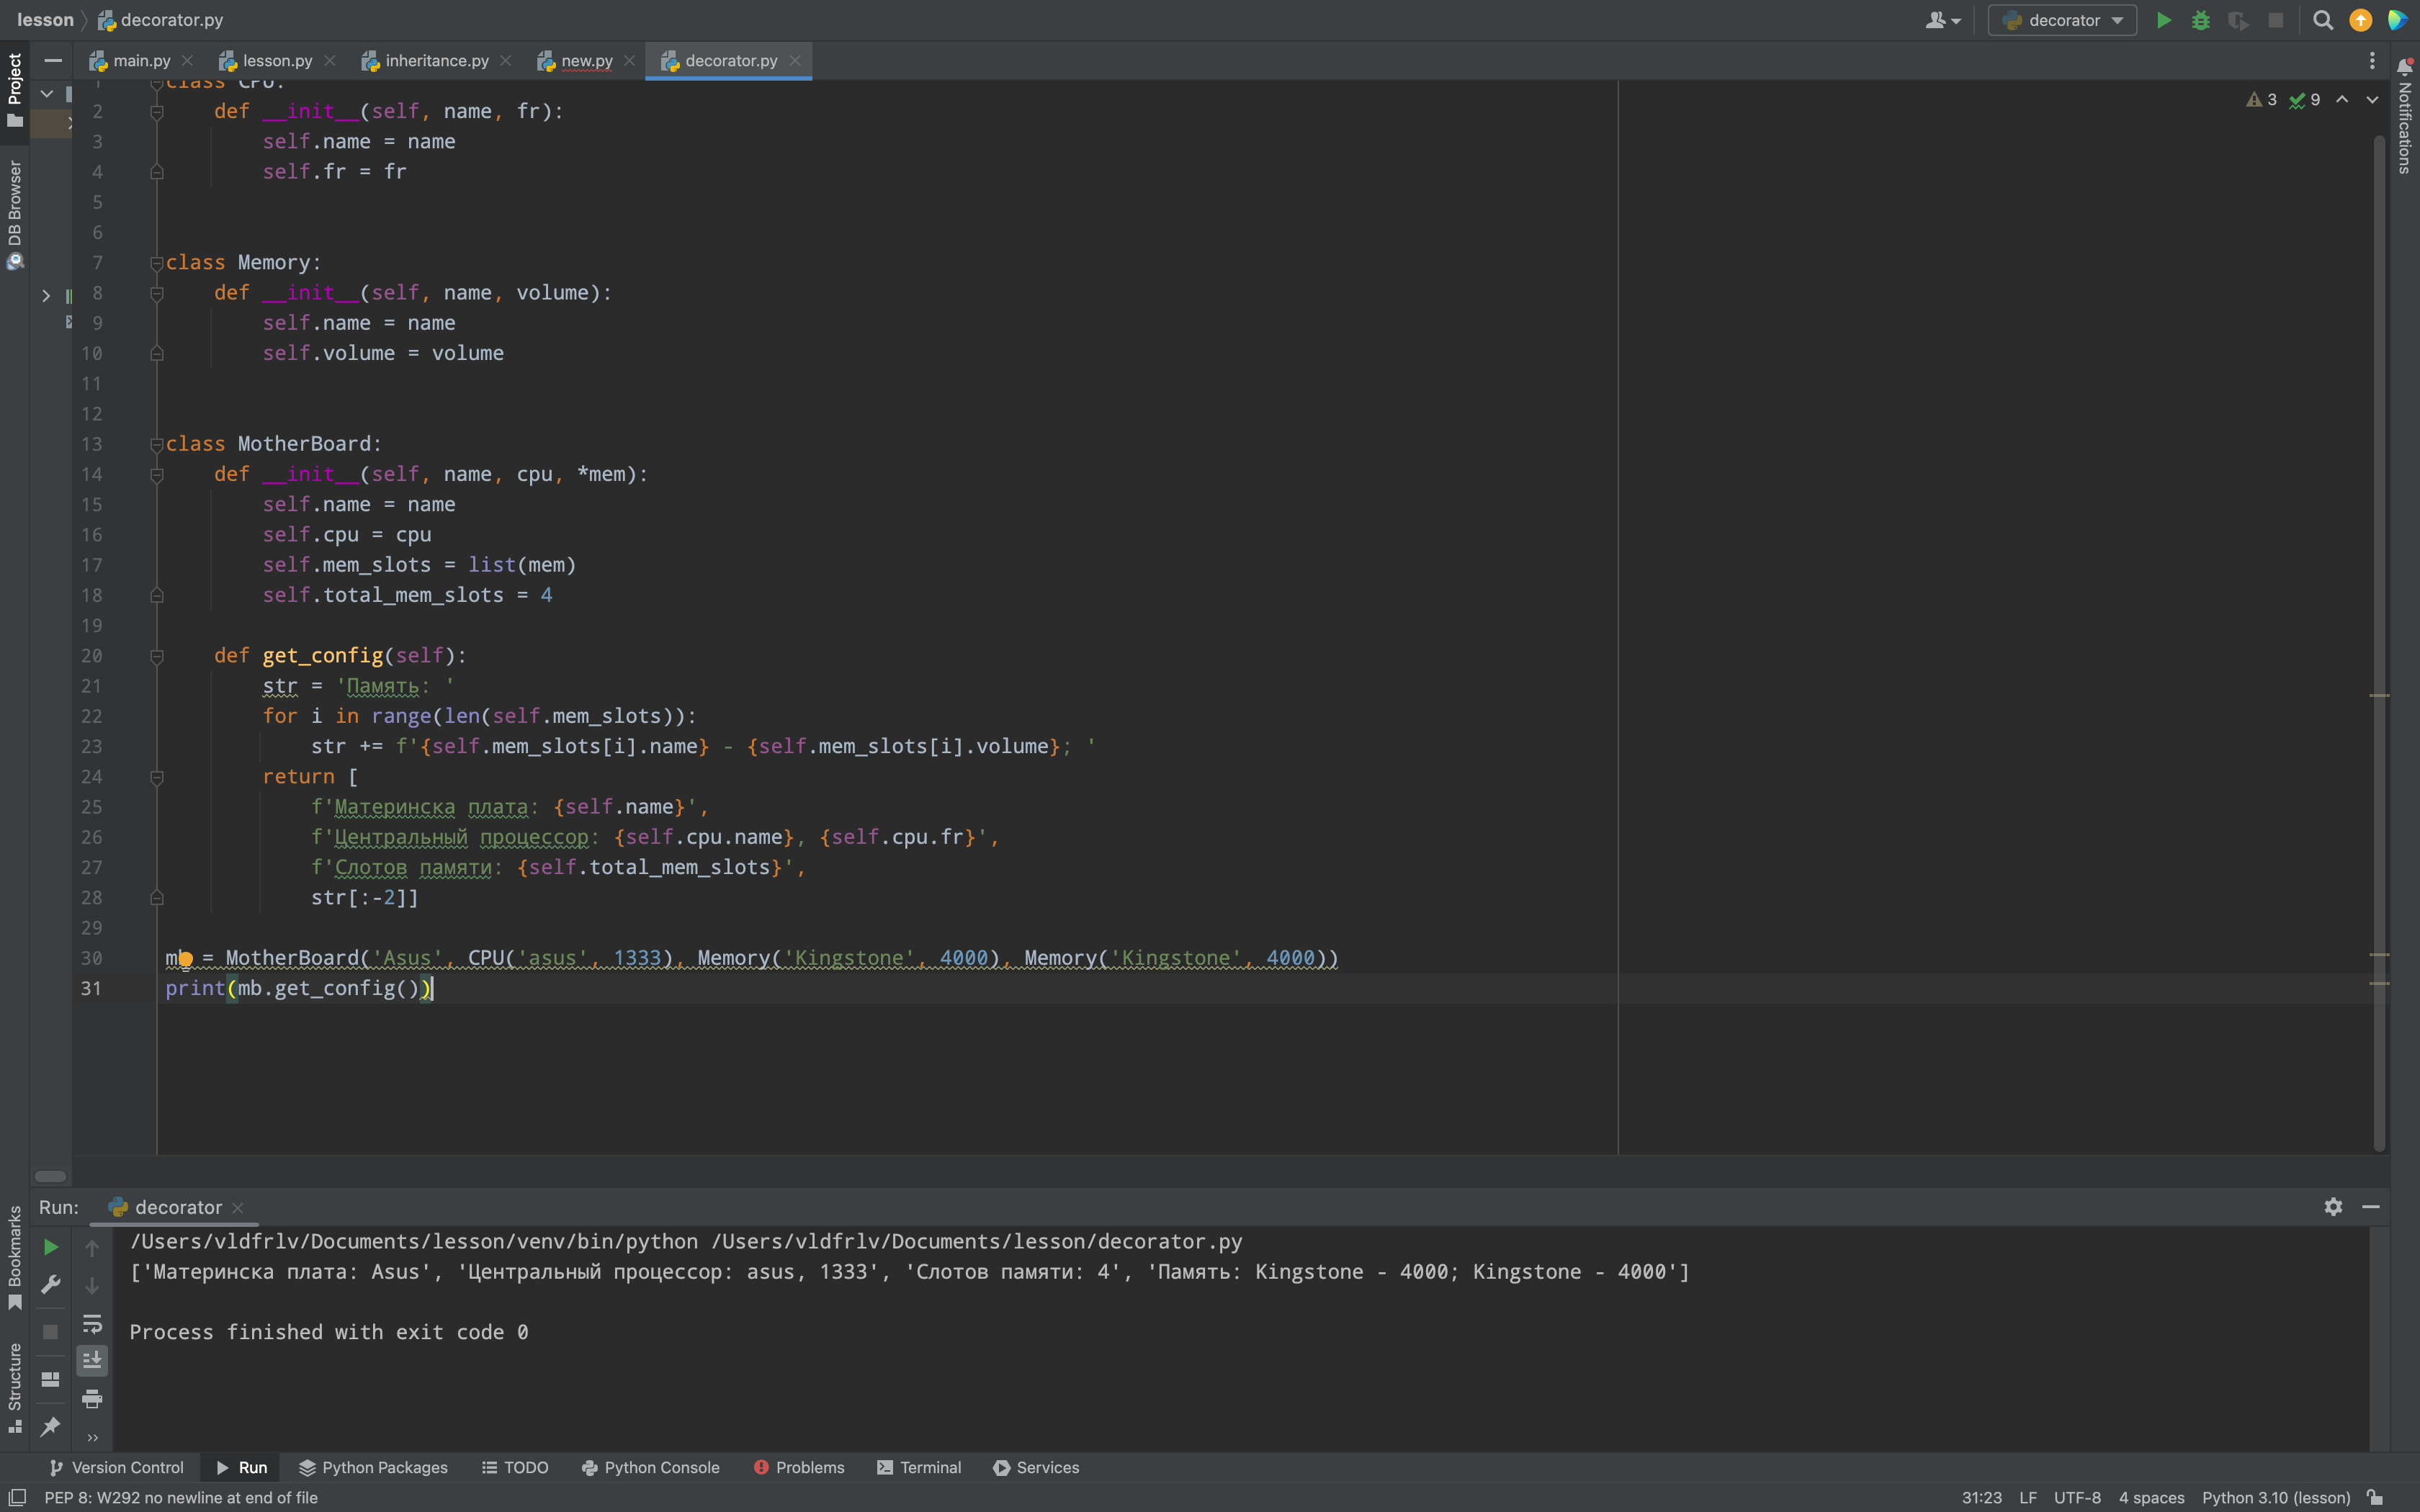 lesson decorator.py decorator
Project main.py lesson.py inheritance.py new.py decorator.py
Notifications
DB Browser
3 9
1 class CPU:
2 def __init__(self, name, fr):
3 self.name = name
4 self.fr = fr
5
6
7 class Memory:
8 def __init__(self, name, volume):
9 self.name = name
10 self.volume = volume
11
12
13 class MotherBoard:
14 def __init__(self, name, cpu, *mem):
15 self.name = name
16 self.cpu = cpu
17 self.mem_slots = list(mem)
18 self.total_mem_slots = 4
19
20 def get_config(self):
21 str = 'Память: '
22 for i in range(len(self.mem_slots)):
23 str += f'{self.mem_slots[i].name} - {self.mem_slots[i].volume}; '
24 return [
25 f'Материнска плата: {self.name}',
26 f'Центральный процессор: {self.cpu.name}, {self.cpu.fr}',
27 f'Слотов памяти: {self.total_mem_slots}',
28 str[:-2]]
29
30 mb = MotherBoard('Asus', CPU('asus', 1333), Memory('Kingstone', 4000), Memory('Kingstone', 4000))
31 print(mb.get_config())
Run: decorator
Bookmarks
Structure
/Users/vldfrlv/Documents/lesson/venv/bin/python /Users/vldfrlv/Documents/lesson/decorator.py
['Материнска плата: Asus', 'Центральный процессор: asus, 1333', 'Слотов памяти: 4', 'Память: Kingstone - 4000; Kingstone - 4000']
Process finished with exit code 0
Version Control Run Python Packages TODO Python Console Problems Terminal Services
PEP 8: W292 no newline at end of file 31:23 LF UTF-8 4 spaces Python 3.10 (lesson)